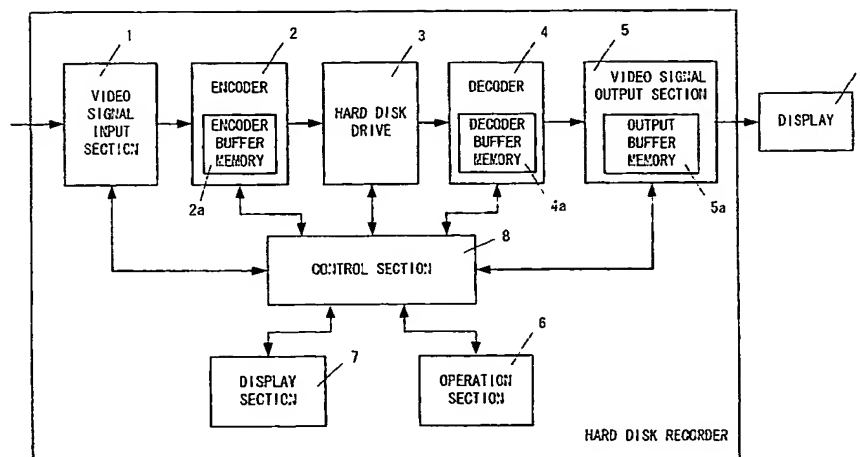 1
VIDEO
SIGNAL
INPUT
SECTION
2
ENCODER
ENCODER
BUFFER
MEMORY
2a
3
HARD DISK
DRIVE
4
DECODER
DECODER
BUFFER
MEMORY
4a
5
VIDEO SIGNAL
OUTPUT SECTION
OUTPUT
BUFFER
MEMORY
5a
DISPLAY
8
CONTROL SECTION
7
DISPLAY
SECTION
6
OPERATION
SECTION
HARD DISK RECORDER